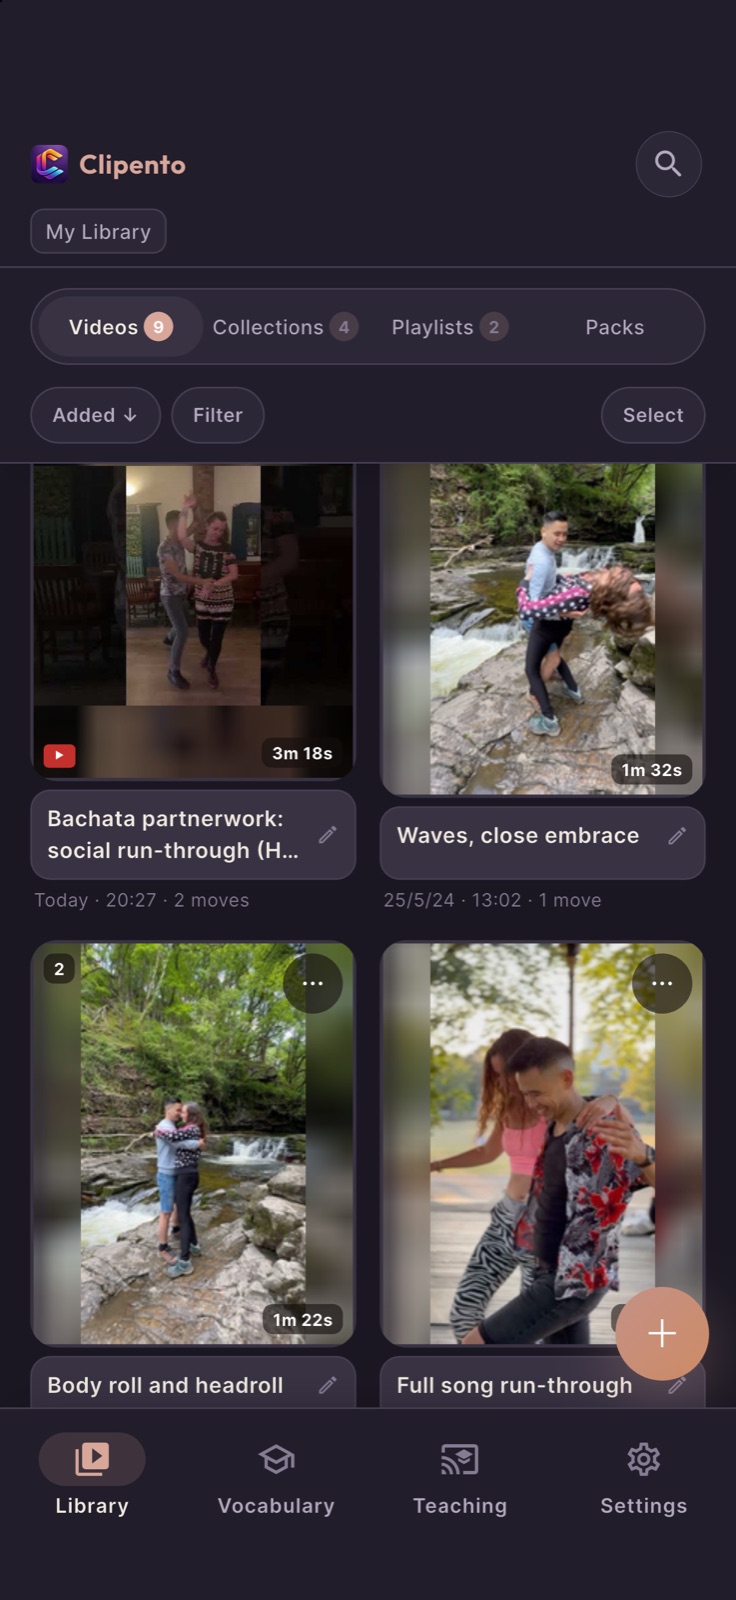 Clipento
My Library
Videos 9
Collections 4
Playlists 2
Packs
Added ↓
Filter
Select
3m 18s
1m 32s
Bachata partnerwork:
social run-through (H...
Waves, close embrace
Today · 20:27 · 2 moves
25/5/24 · 13:02 · 1 move
2
1m 22s
Body roll and headroll
Full song run-through
Library
Vocabulary
Teaching
Settings